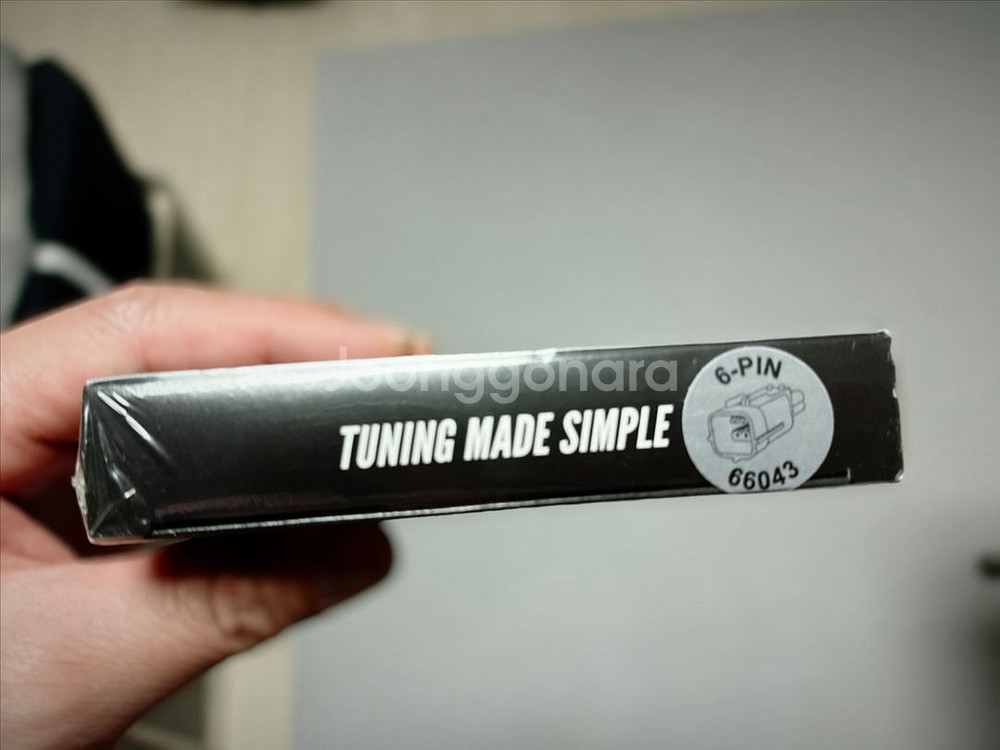 Joonggonara
TUNING MADE SIMPLE
6-PIN
66043